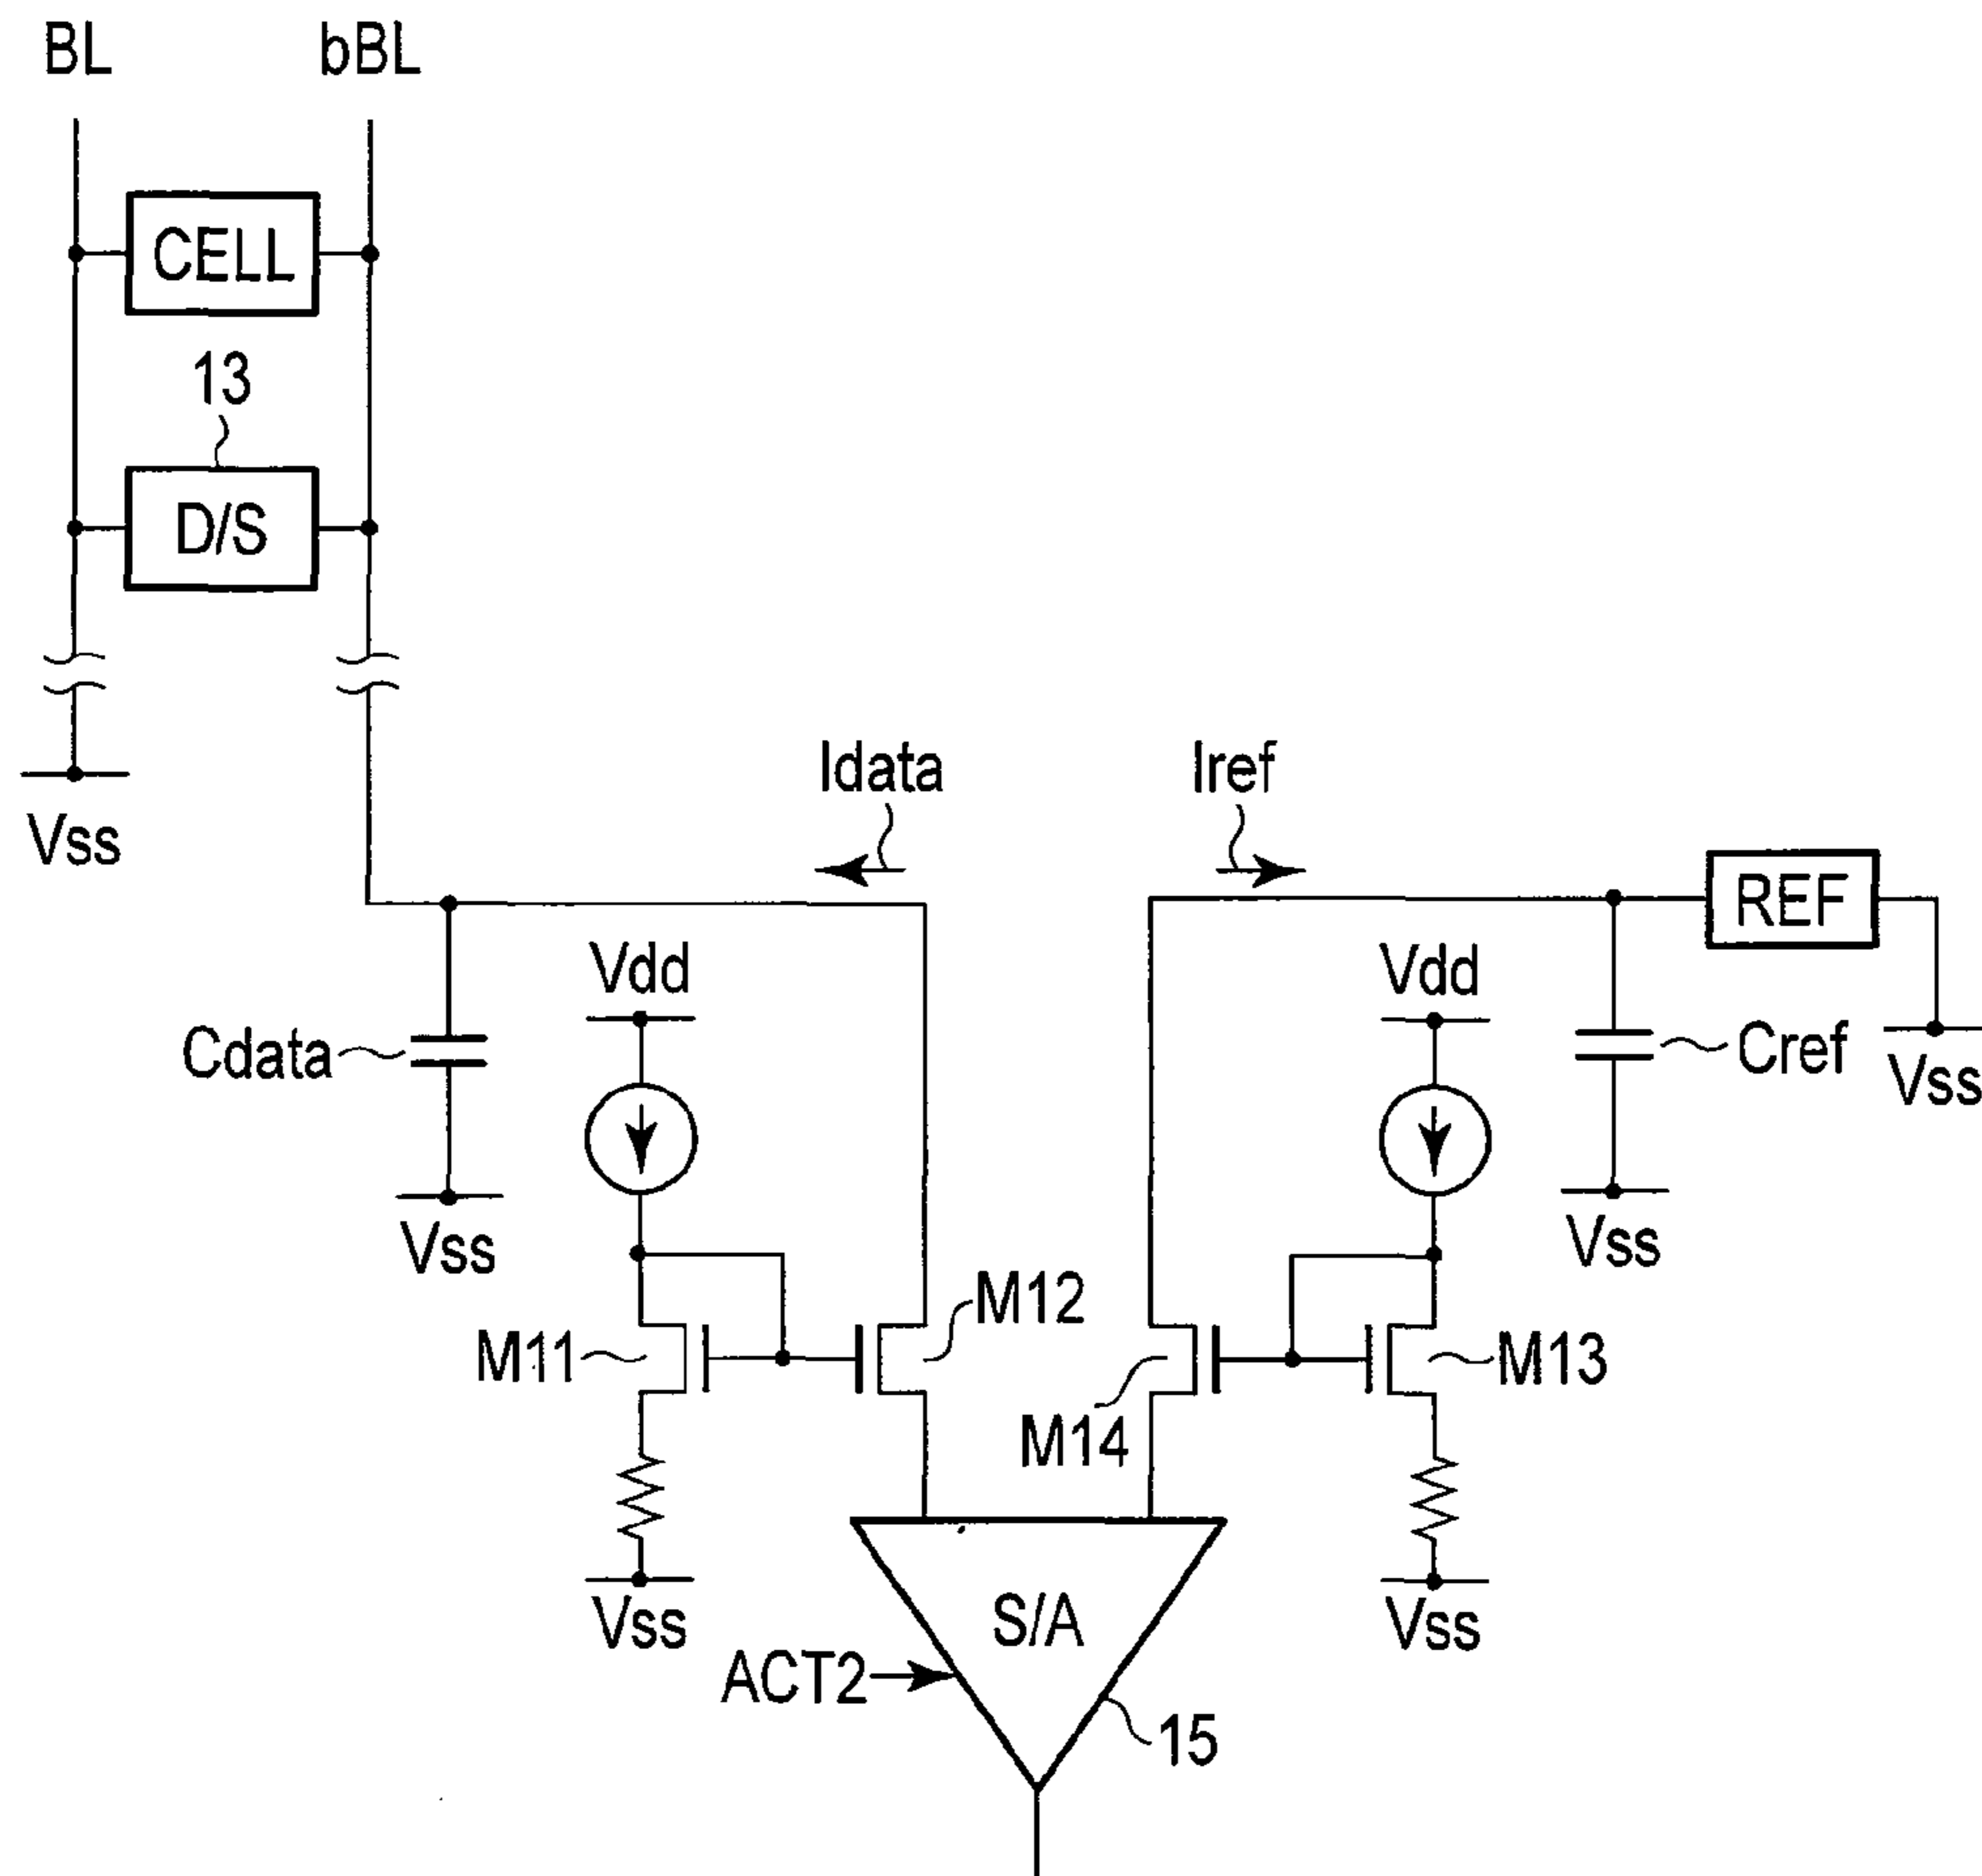 BL bBL
CELL
13
D/S
Idata Iref
Vss
REF
Vdd Vdd
Cdata Cref
Vss
Vss Vss
M12
M11 M13
M14
Vss S/A Vss
ACT2
15